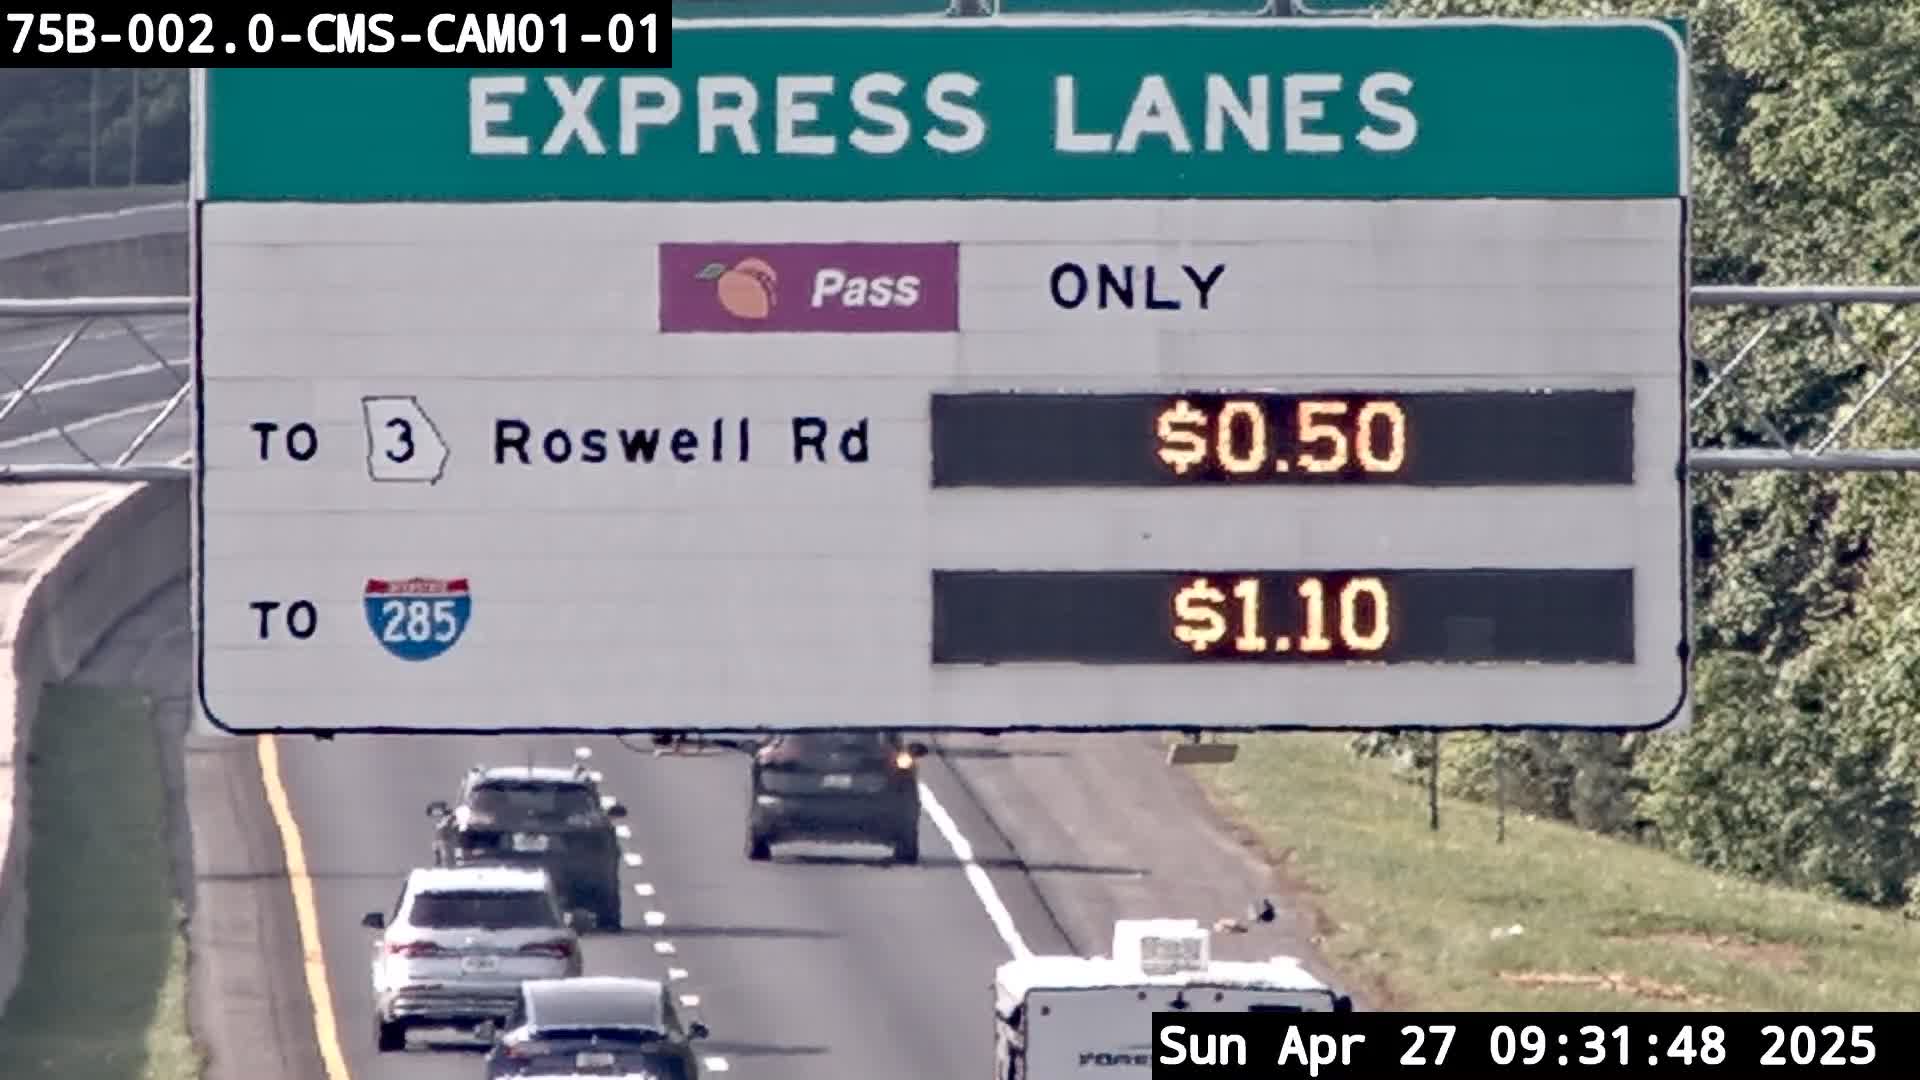 75B-002.0-CMS-CAM01-01
EXPRESS LANES
Pass ONLY
TO 3 Roswell Rd $0.50
TO INTERSTATE 285 $1.10
Sun Apr 27 09:31:48 2025